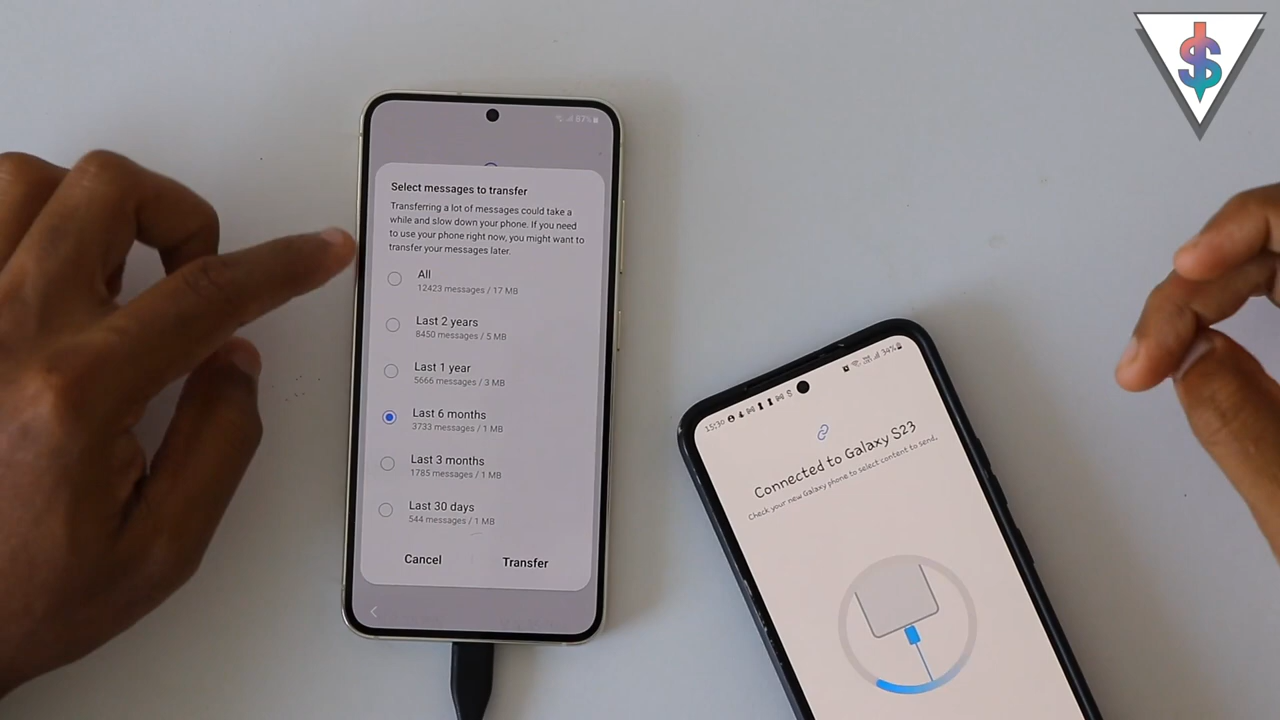 87%
Select messages to transfer
Transferring a lot of messages could take a
while and slow down your phone. If you need
to use your phone right now, you might want to
transfer your messages later.
All
12423 messages / 17 MB
Last 2 years
8450 messages / 5 MB
Last 1 year
5666 messages / 3 MB
Last 6 months
3733 messages / 1 MB
Last 3 months
1785 messages / 1 MB
Last 30 days
544 messages / 1 MB
Cancel
Transfer
15:30
34%
Connected to Galaxy S23
Check your new Galaxy phone to select content to send.
$